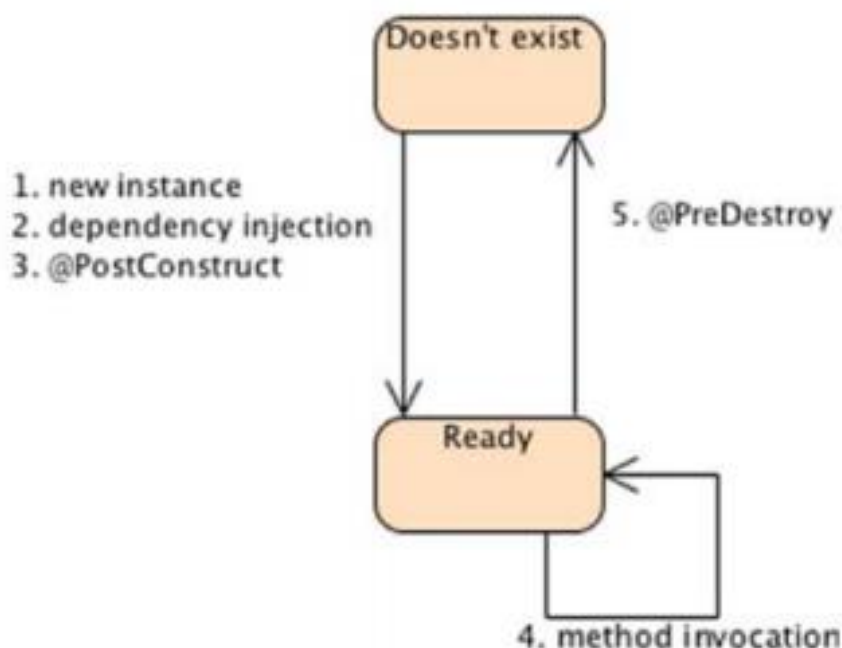 Doesn't exist
1. new instance
2. dependency injection
3. @PostConstruct
5. @PreDestroy
Ready
4. method invocation